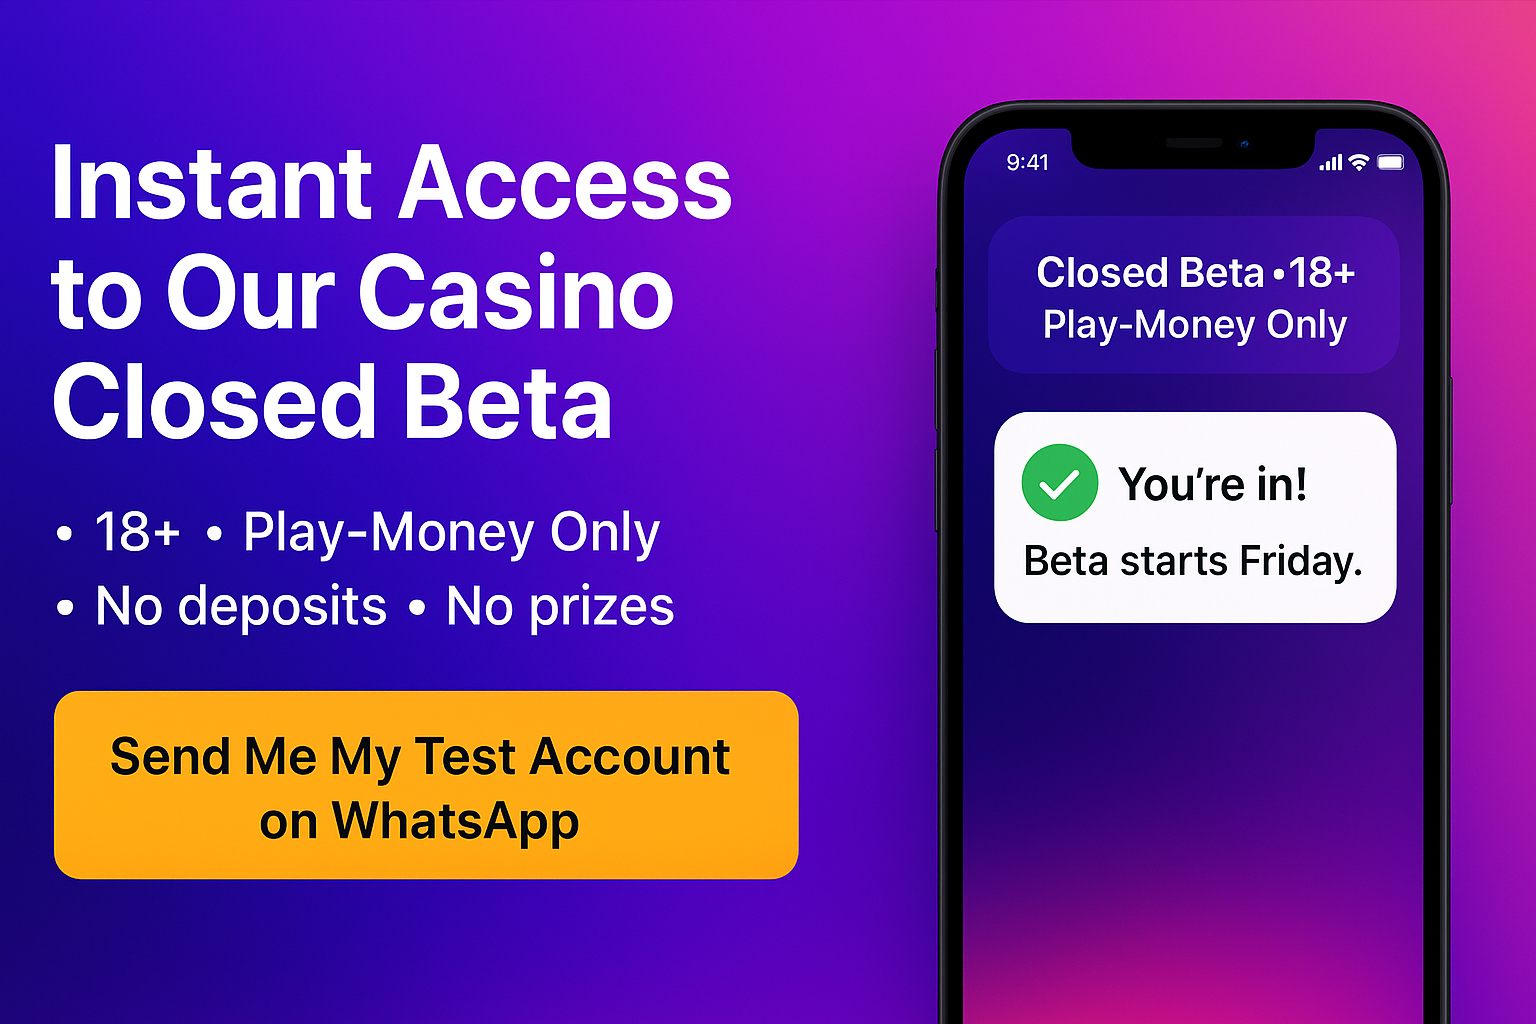 Instant Access
to Our Casino
Closed Beta
• 18+ • Play-Money Only
• No deposits • No prizes
Send Me My Test Account
on WhatsApp
9:41
Closed Beta • 18+
Play-Money Only
You're in!
Beta starts Friday.